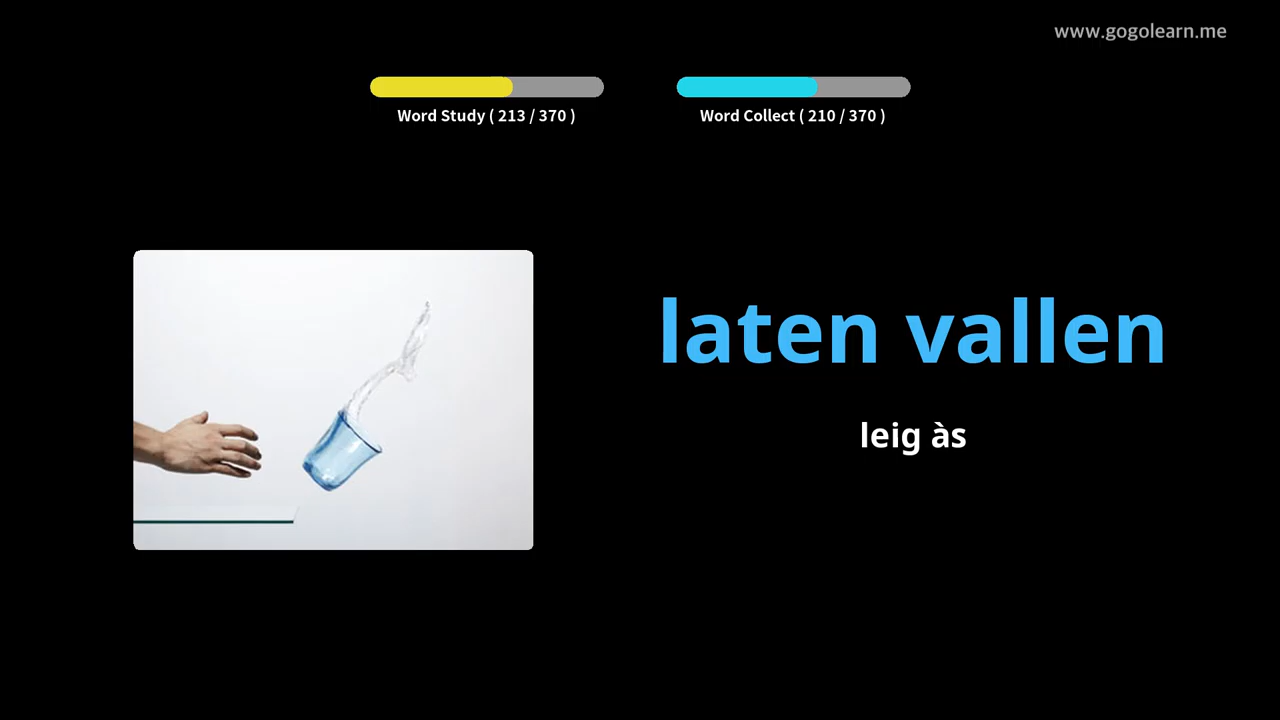 www.gogolearn.me
Word Study ( 213 / 370 )
Word Collect ( 210 / 370 )
laten vallen
leig às